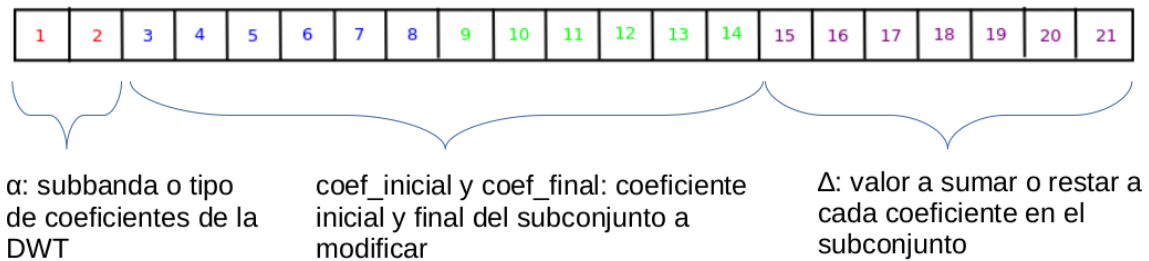 1 2 3 4 5 6 7 8 9 10 11 12 13 14 15 16 17 18 19 20 21
α: subbanda o tipo
de coeficientes de la
DWT
coef_inicial y coef_final: coeficiente
inicial y final del subconjunto a
modificar
Δ: valor a sumar o restar a
cada coeficiente en el
subconjunto